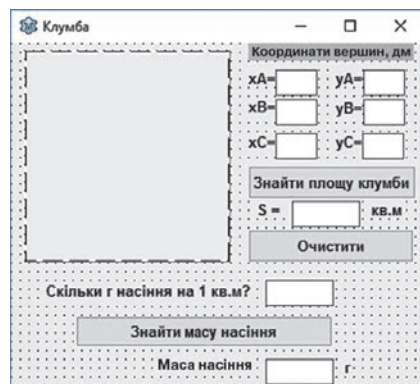 Клумба
Координати вершин, дм
xA= yA=
xB= yB=
xC= yC=
Знайти площу клумби
S = кв.м
Очистити
Скільки г насіння на 1 кв.м?
Знайти масу насіння
Маса насіння г